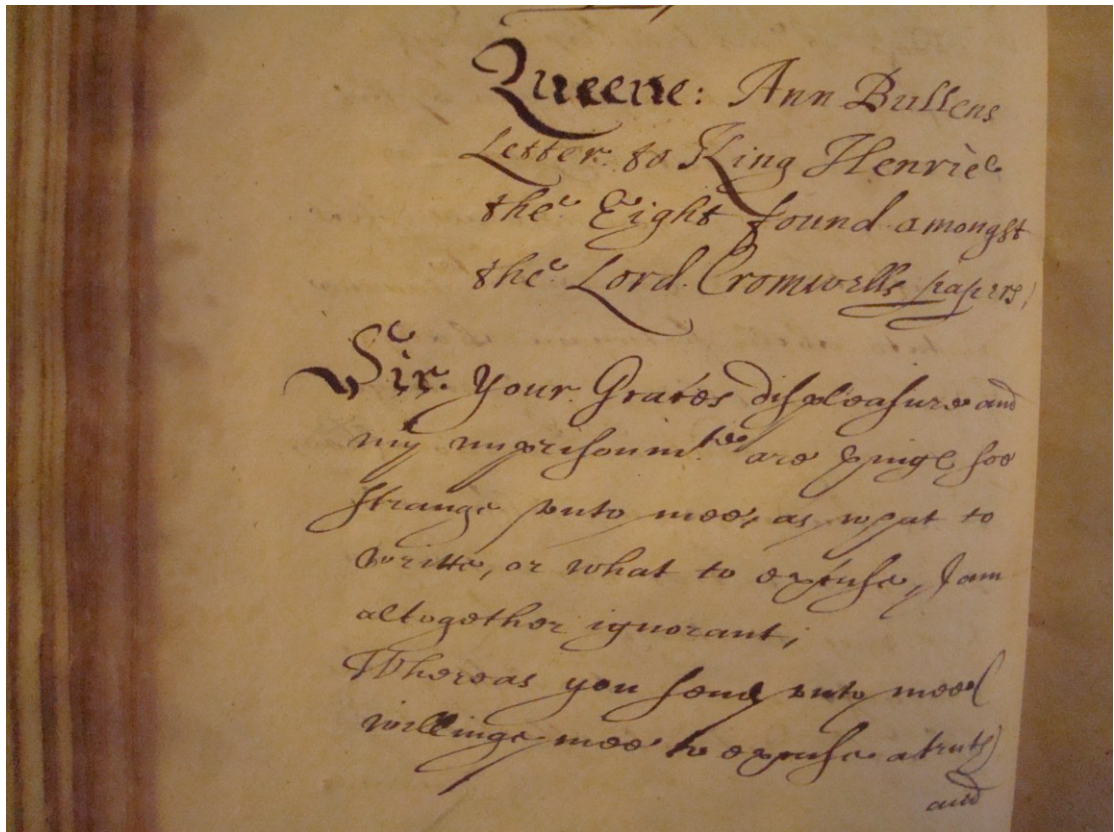 Queene: Ann Bullens
Letter to King Henrie
the Eight found amongst
the Lord Cromwells papers,
Sir. Your Graces displeasure and
my imprisonmte are thinge soe
strange unto mee, as what to
write, or what to excuse, I am
altogether ignorant;
Whereas you send unto mee
willinge mee to confesse a truth
and